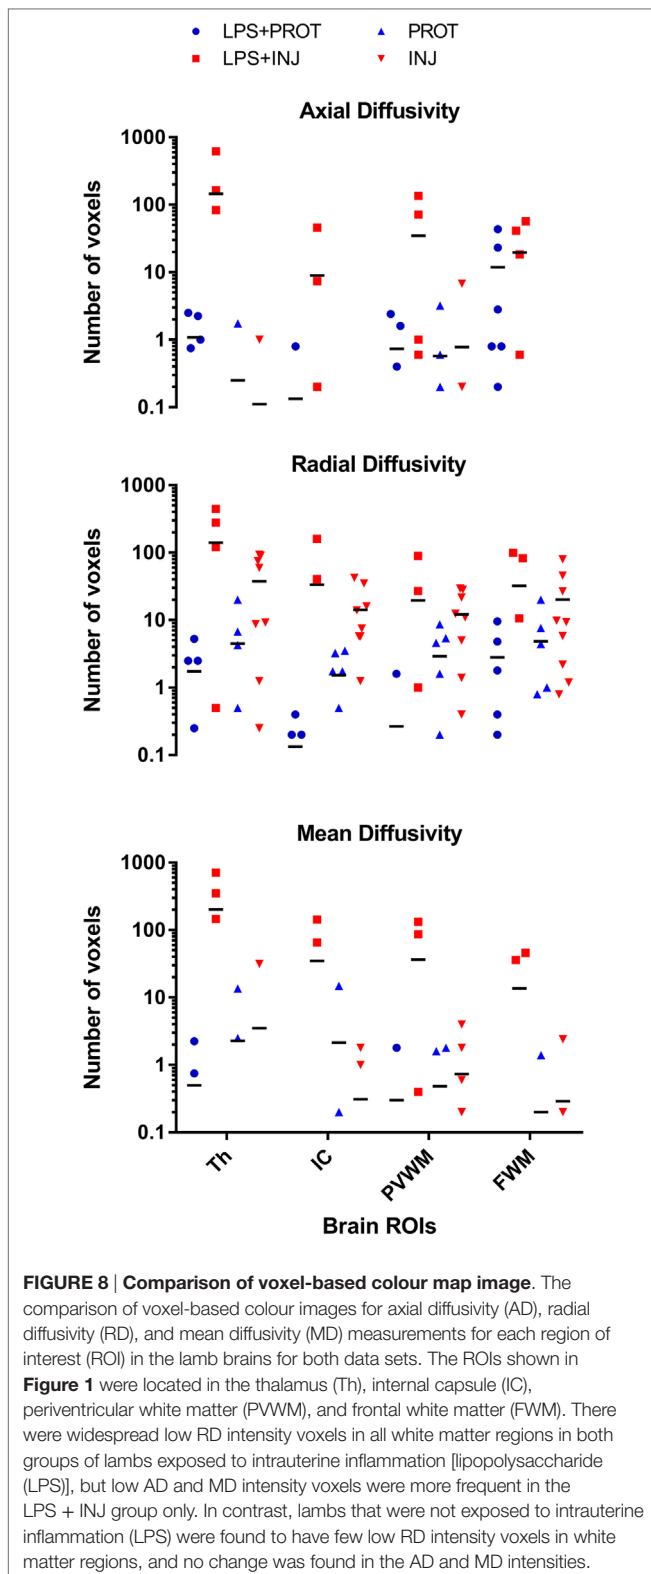 LPS+PROT PROT
LPS+INJ INJ
Axial Diffusivity
Number of voxels
1000
100
10
1
0.1
Radial Diffusivity
Number of voxels
1000
100
10
1
0.1
Mean Diffusivity
Number of voxels
1000
100
10
1
0.1
Th IC PVWM FWM
Brain ROIs
FIGURE 8 | Comparison of voxel-based colour map image. The
comparison of voxel-based colour images for axial diffusivity (AD), radial
diffusivity (RD), and mean diffusivity (MD) measurements for each region of
interest (ROI) in the lamb brains for both data sets. The ROIs shown in
Figure 1 were located in the thalamus (Th), internal capsule (IC),
periventricular white matter (PVWM), and frontal white matter (FWM). There
were widespread low RD intensity voxels in all white matter regions in both
groups of lambs exposed to intrauterine inflammation [lipopolysaccharide
(LPS)], but low AD and MD intensity voxels were more frequent in the
LPS + INJ group only. In contrast, lambs that were not exposed to intrauterine
inflammation (LPS) were found to have few low RD intensity voxels in white
matter regions, and no change was found in the AD and MD intensities.